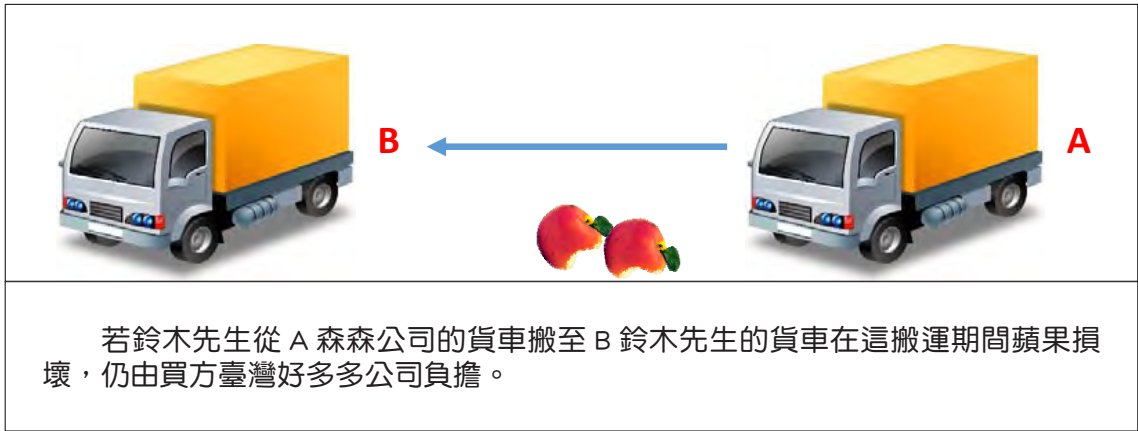 B
A
若鈴木先生從 A 森森公司的貨車搬至 B 鈴木先生的貨車在這搬運期間蘋果損
壞，仍由買方臺灣好多多公司負擔。